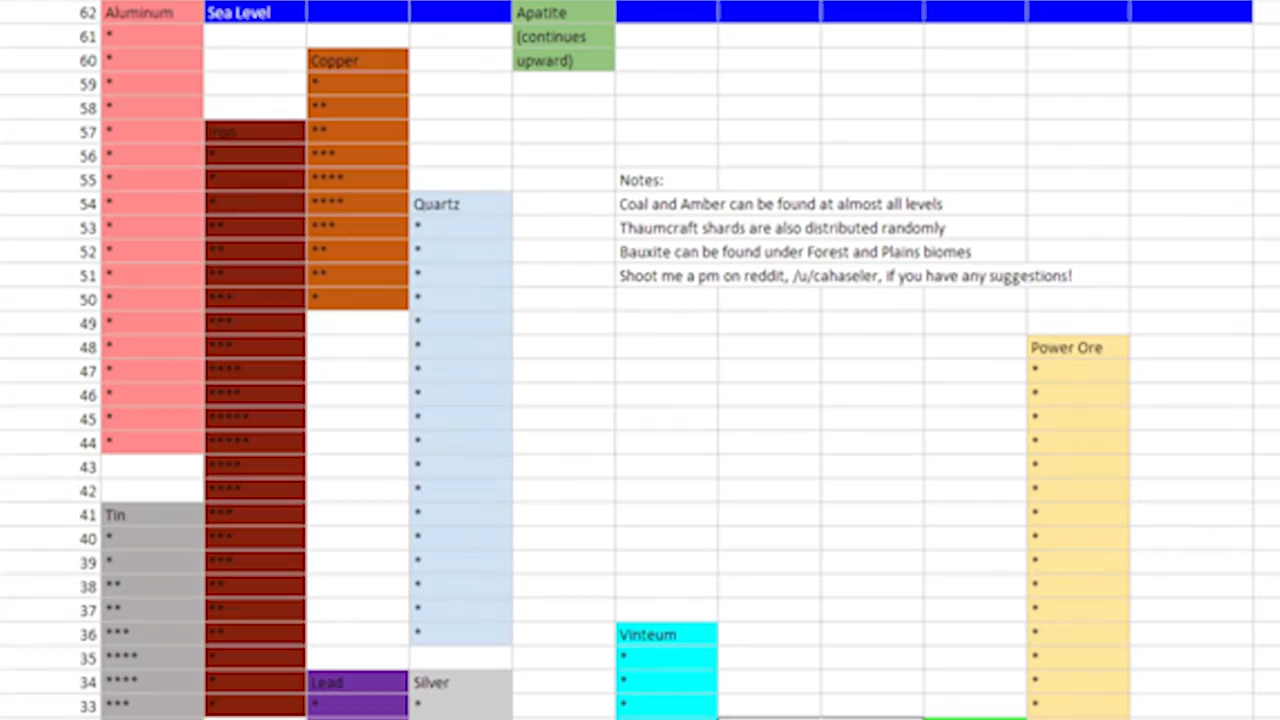 62 Aluminum Sea Level Apatite
61 * (continues
60 * Copper upward)
59 * *
58 * **
57 * Iron **
56 * * ***
55 * * **** Notes:
54 * * **** Quartz Coal and Amber can be found at almost all levels
53 * ** *** * Thaumcraft shards are also distributed randomly
52 * ** ** * Bauxite can be found under Forest and Plains biomes
51 * ** ** * Shoot me a pm on reddit, /u/cahaseler, if you have any suggestions!
50 * *** * *
49 * *** *
48 * *** * Power Ore
47 * **** * *
46 * **** * *
45 * ***** * *
44 * ***** * *
43 **** * *
42 **** * *
41 Tin *** * *
40 * *** * *
39 * *** * *
38 ** ** * *
37 ** ** * *
36 *** ** * Vinteum *
35 **** * * *
34 **** * Lead Silver * *
33 *** * * * * *